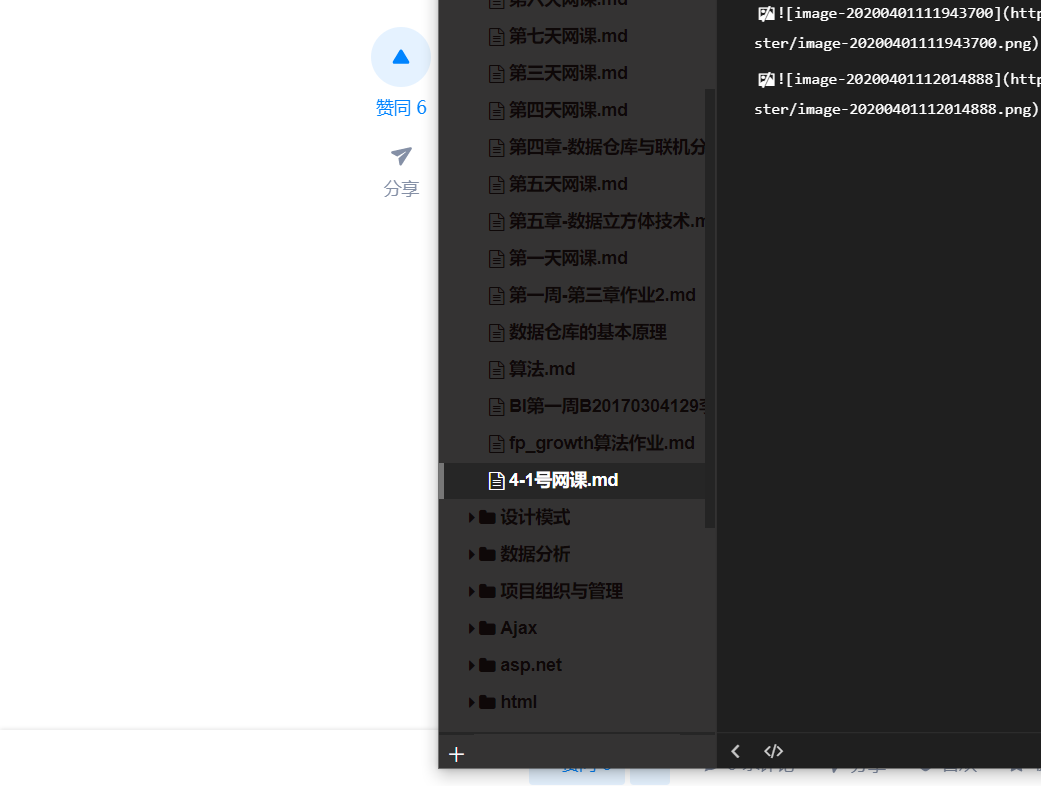 赞同 6
分享
第六天网课.md
第七天网课.md
第三天网课.md
第四天网课.md
第四章-数据仓库与联机分
第五天网课.md
第五章-数据立方体技术.m
第一天网课.md
第一周-第三章作业2.md
数据仓库的基本原理
算法.md
BI第一周B20170304129
fp_growth算法作业.md
4-1号网课.md
设计模式
数据分析
项目组织与管理
Ajax
asp.net
html
![image-20200401111943700](http
ster/image-20200401111943700.png)
![image-20200401112014888](http
ster/image-20200401112014888.png)